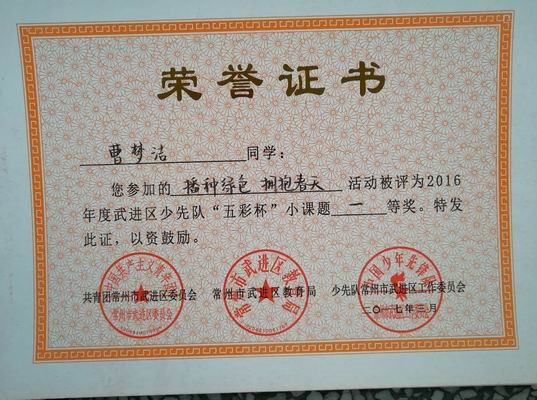 荣誉证书
曹梦洁 同学：
您参加的 播种绿色 拥抱春天 活动被评为2016
年度武进区少先队“五彩杯”小课题 一 等奖。特发
此证，以资鼓励。
共青团常州市武进区委员会 常州市武进区教育局 少先队常州市武进区工作委员会
二〇一七年三月